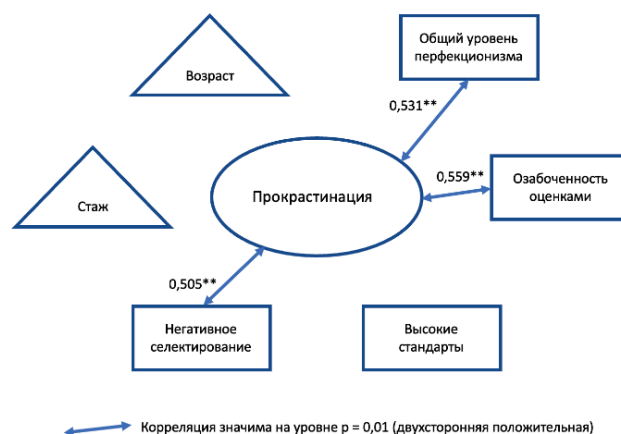 Общий уровень
перфекционизма
Возраст
0,531**
0,559**
Озабоченность
оценками
Стаж
Прокрастинация
0,505**
Негативное
селектирование
Высокие
стандарты
Корреляция значима на уровне р = 0,01 (двухсторонняя положительная)